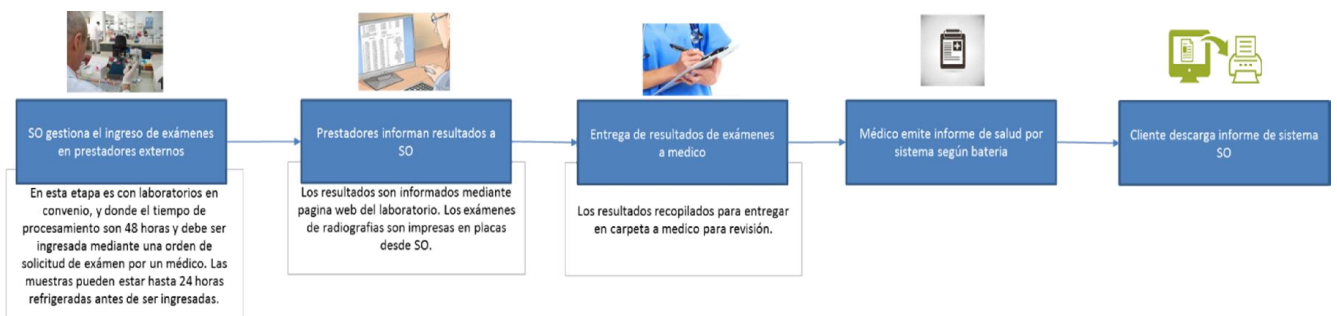 SO gestiona el ingreso de exámenes
en prestadores externos
En esta etapa es con laboratorios en
convenio, y donde el tiempo de
procesamiento son 48 horas y debe ser
ingresada mediante una orden de
solicitud de exámen por un médico. Las
muestras pueden estar hasta 24 horas
refrigeradas antes de ser ingresadas.
Prestadores informan resultados a
SO
Los resultados son informados mediante
pagina web del laboratorio. Los exámenes
de radiografias son impresas en placas
desde SO.
Entrega de resultados de exámenes
a medico
Los resultados recopilados para entregar
en carpeta a medico para revisión.
Médico emite informe de salud por
sistema según bateria
Cliente descarga informe de sistema
SO